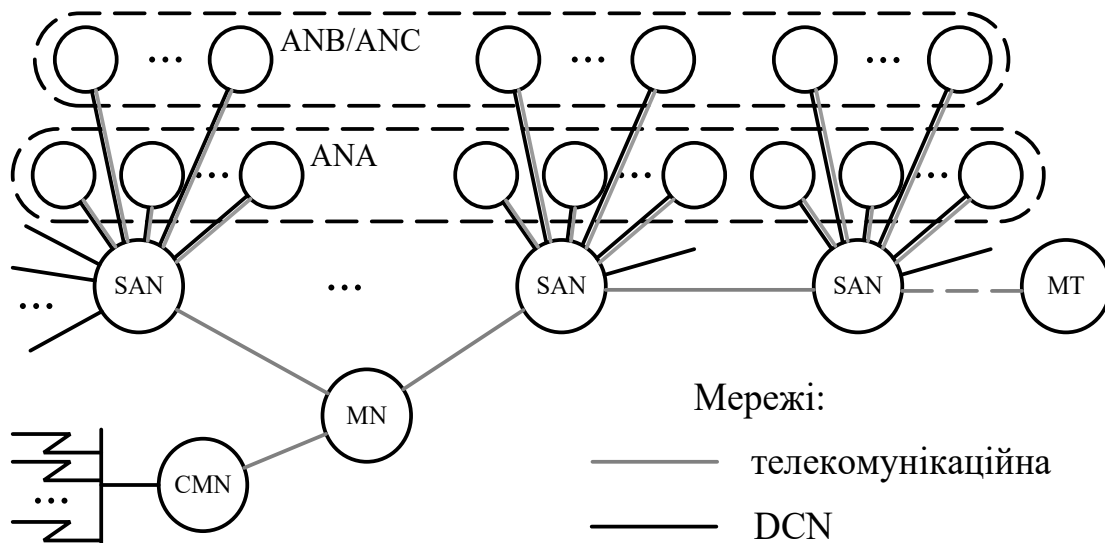 ANB/ANC
ANA
SAN
SAN
SAN
MT
MN
CMN
Мережі:
телекомунікаційна
DCN